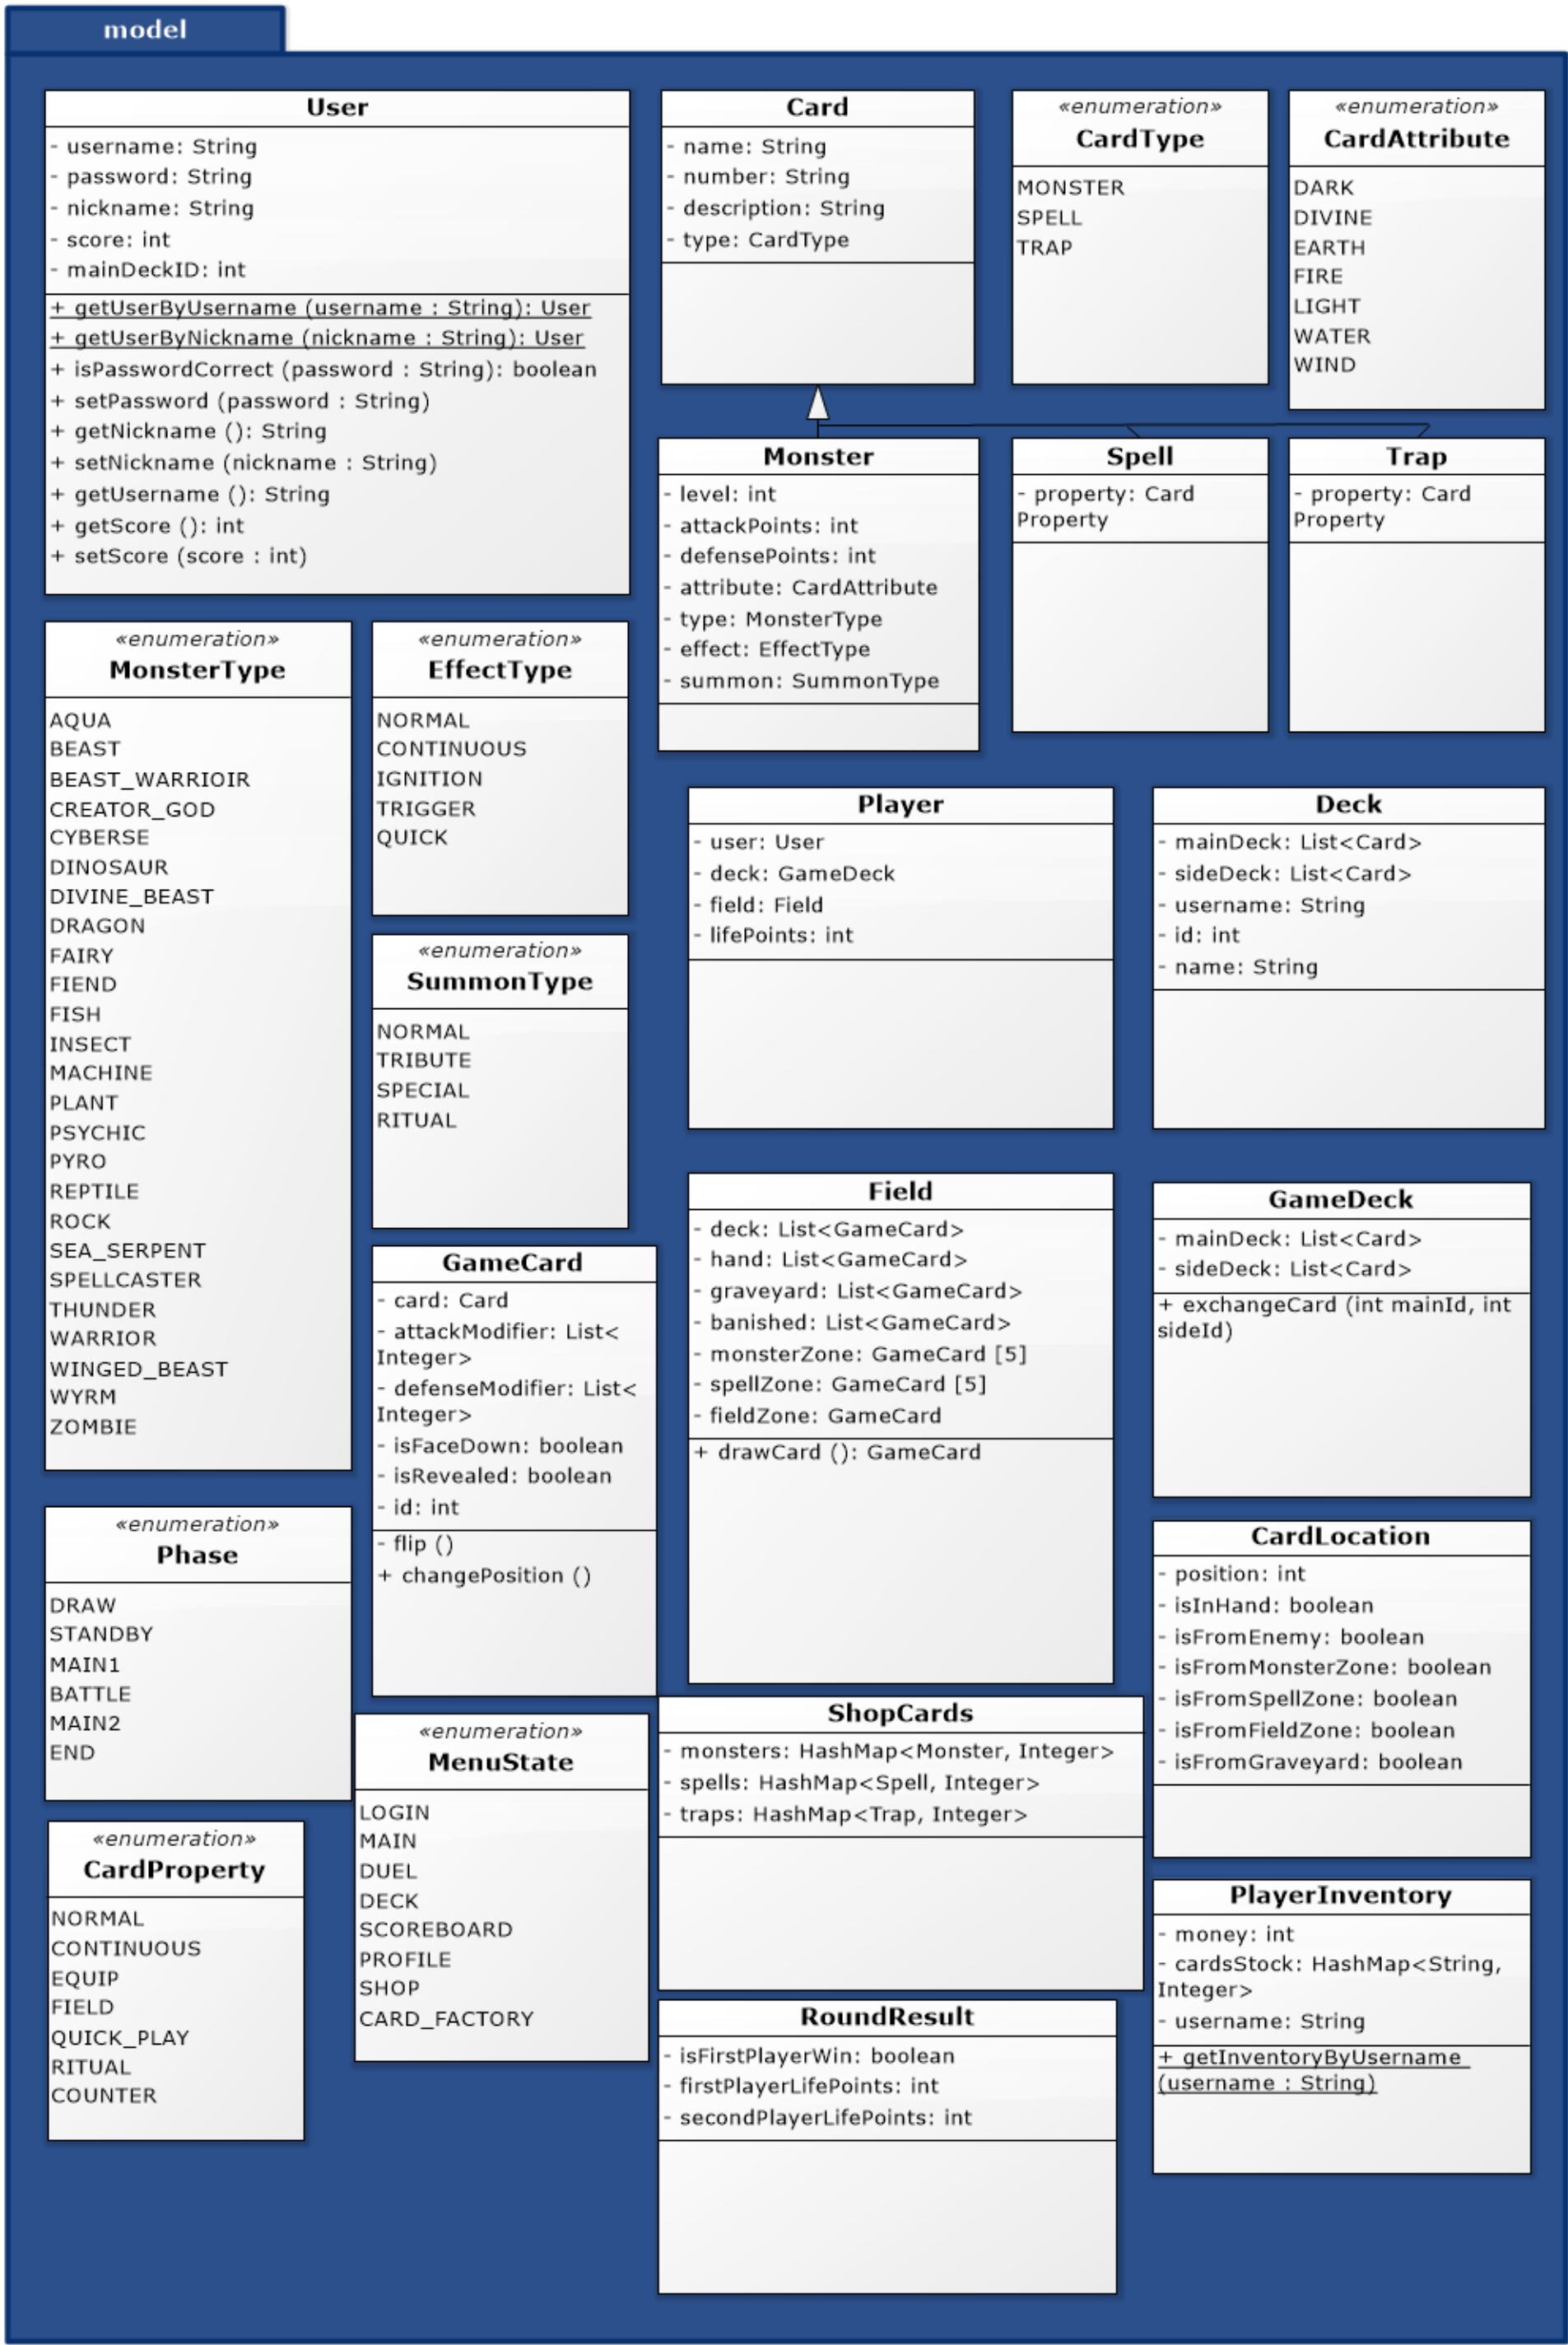 model
User
- username: String
- password: String
- nickname: String
- score: int
- mainDeckID: int
+ getUserByUsername (username : String): User
+ getUserByNickname (nickname : String): User
+ isPasswordCorrect (password : String): boolean
+ setPassword (password : String)
+ getNickname (): String
+ setNickname (nickname : String)
+ getUsername (): String
+ getScore (): int
+ setScore (score : int)
Card
- name: String
- number: String
- description: String
- type: CardType
«enumeration»
CardType
MONSTER
SPELL
TRAP
«enumeration»
CardAttribute
DARK
DIVINE
EARTH
FIRE
LIGHT
WATER
WIND
Monster
- level: int
- attackPoints: int
- defensePoints: int
- attribute: CardAttribute
- type: MonsterType
- effect: EffectType
- summon: SummonType
Spell
- property: Card
Property
Trap
- property: Card
Property
«enumeration»
MonsterType
AQUA
BEAST
BEAST_WARRIOIR
CREATOR_GOD
CYBERSE
DINOSAUR
DIVINE_BEAST
DRAGON
FAIRY
FIEND
FISH
INSECT
MACHINE
PLANT
PSYCHIC
PYRO
REPTILE
ROCK
SEA_SERPENT
SPELLCASTER
THUNDER
WARRIOR
WINGED_BEAST
WYRM
ZOMBIE
«enumeration»
EffectType
NORMAL
CONTINUOUS
IGNITION
TRIGGER
QUICK
«enumeration»
SummonType
NORMAL
TRIBUTE
SPECIAL
RITUAL
Player
- user: User
- deck: GameDeck
- field: Field
- lifePoints: int
Deck
- mainDeck: List<Card>
- sideDeck: List<Card>
- username: String
- id: int
- name: String
GameCard
- card: Card
- attackModifier: List<
Integer>
- defenseModifier: List<
Integer>
- isFaceDown: boolean
- isRevealed: boolean
- id: int
- flip ()
+ changePosition ()
Field
- deck: List<GameCard>
- hand: List<GameCard>
- graveyard: List<GameCard>
- banished: List<GameCard>
- monsterZone: GameCard [5]
- spellZone: GameCard [5]
- fieldZone: GameCard
+ drawCard (): GameCard
GameDeck
- mainDeck: List<Card>
- sideDeck: List<Card>
+ exchangeCard (int mainId, int
sideId)
«enumeration»
Phase
DRAW
STANDBY
MAIN1
BATTLE
MAIN2
END
CardLocation
- position: int
- isInHand: boolean
- isFromEnemy: boolean
- isFromMonsterZone: boolean
- isFromSpellZone: boolean
- isFromFieldZone: boolean
- isFromGraveyard: boolean
«enumeration»
MenuState
LOGIN
MAIN
DUEL
DECK
SCOREBOARD
PROFILE
SHOP
CARD_FACTORY
ShopCards
- monsters: HashMap<Monster, Integer>
- spells: HashMap<Spell, Integer>
- traps: HashMap<Trap, Integer>
«enumeration»
CardProperty
NORMAL
CONTINUOUS
EQUIP
FIELD
QUICK_PLAY
RITUAL
COUNTER
PlayerInventory
- money: int
- cardsStock: HashMap<String,
Integer>
- username: String
+ getInventoryByUsername
(username : String)
RoundResult
- isFirstPlayerWin: boolean
- firstPlayerLifePoints: int
- secondPlayerLifePoints: int